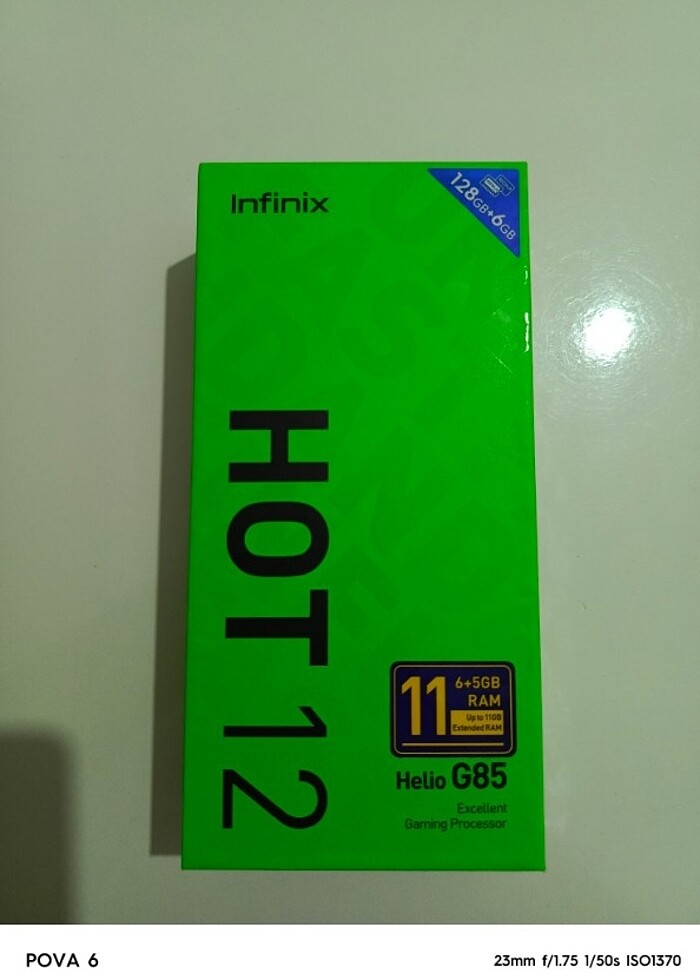 Infinix
128GB+6GB
HOT 12
11
6+5GB
RAM
Up to 11GB
Extended RAM
Helio G85
Excellent
Gaming Processor
POVA 6
23mm f/1.75 1/50s ISO1370